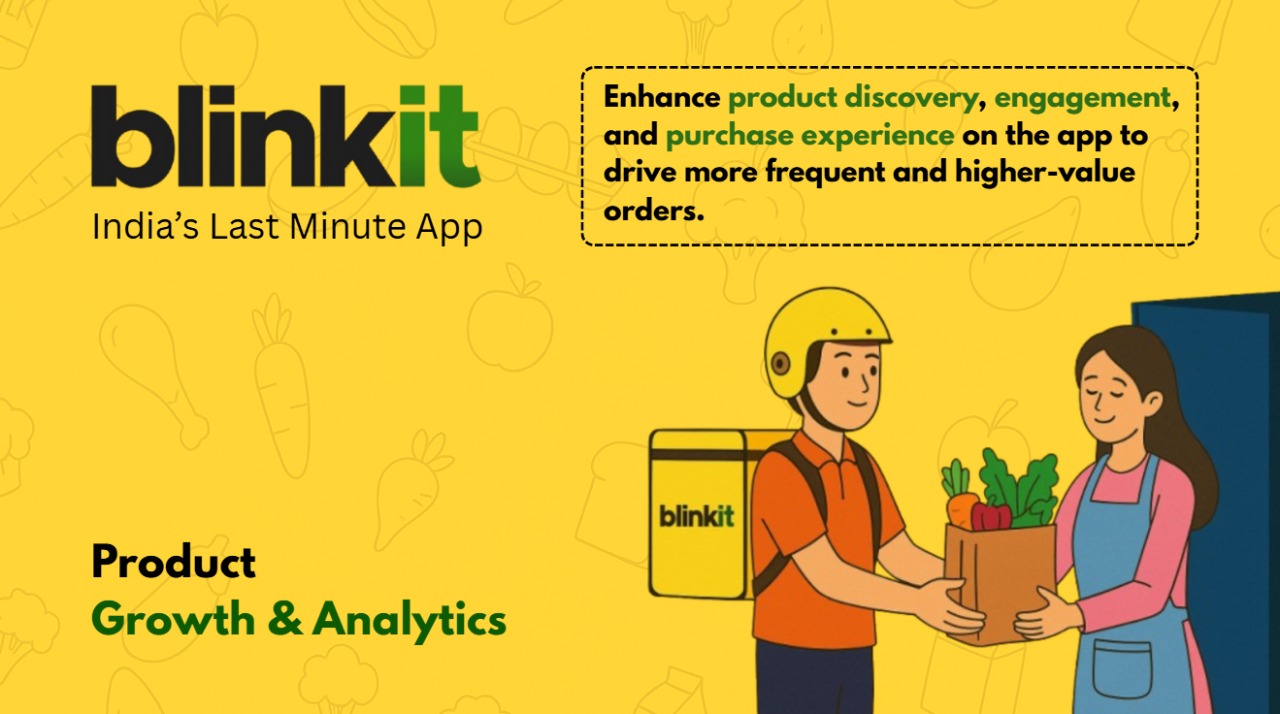 blinkit
India's Last Minute App
Enhance product discovery, engagement,
and purchase experience on the app to
drive more frequent and higher-value
orders.
blinkit
Product
Growth & Analytics